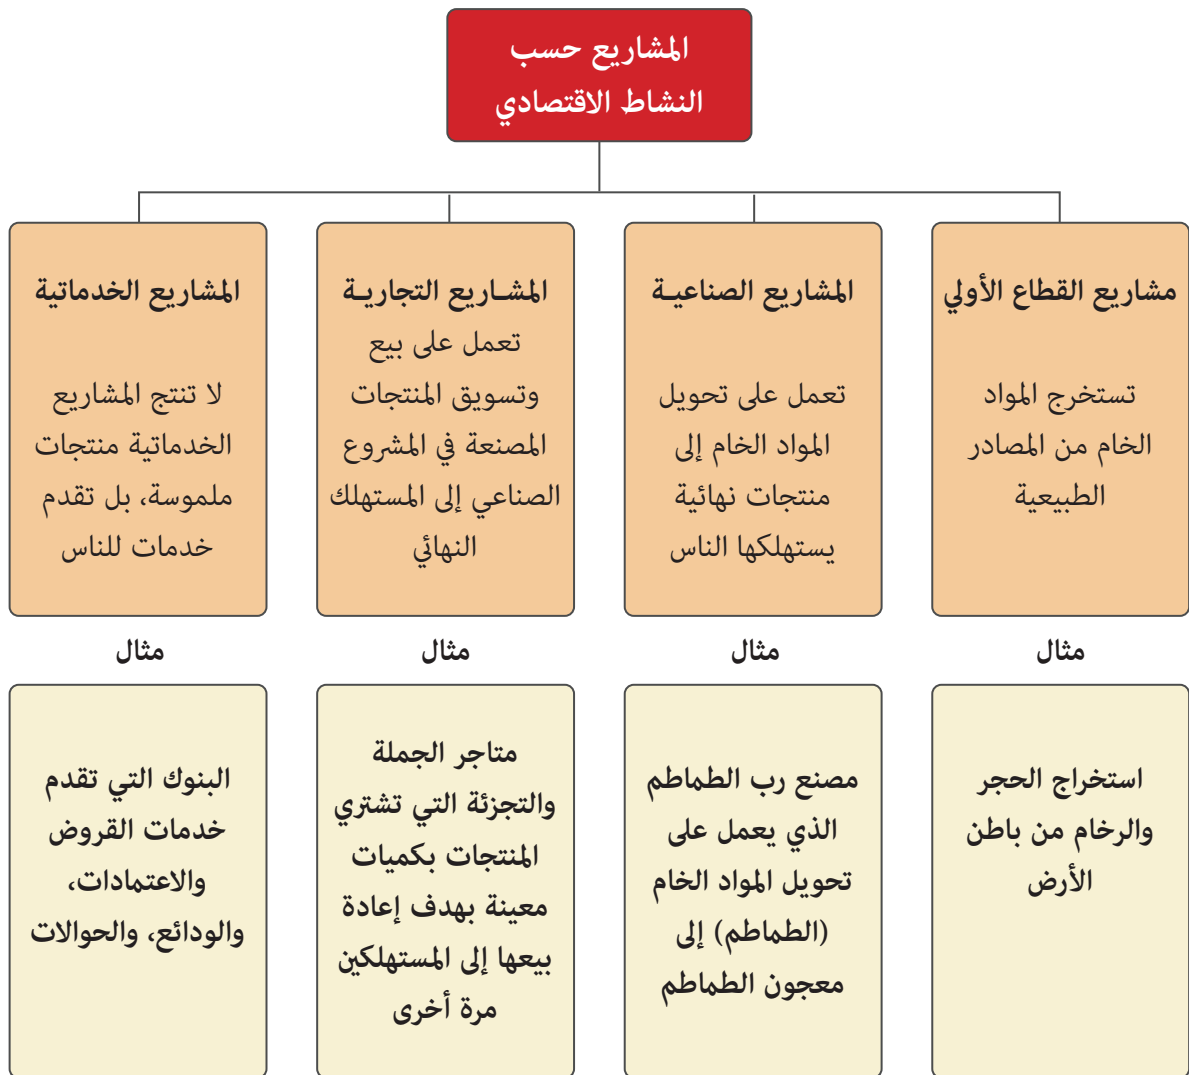 المشاريع حسب
النشاط الاقتصادي
مشاريع القطاع الأولي
تستخرج المواد
الخام من المصادر
الطبيعية
المشاريع الصناعيـة
تعمل على تحويل
المواد الخام إلى
منتجات نهائية
يستهلكها الناس
المشـاريع التجاريـة
تعمل على بيع
وتسويق المنتجات
المصنعة في المشروع
الصناعي إلى المستهلك
النهائي
المشاريع الخدماتية
لا تنتج المشاريع
الخدماتية منتجات
ملموسة، بل تقدم
خدمات للناس
مثال
مثال
مثال
مثال
استخراج الحجر
والرخام من باطن
الأرض
مصنع رب الطماطم
الذي يعمل على
تحويل المواد الخام
(الطماطم) إلى
معجون الطماطم
متاجر الجملة
والتجزئة التي تشتري
المنتجات بكميات
معينة بهدف إعادة
بيعها إلى المستهلكين
مرة أخرى
البنوك التي تقدم
خدمات القروض
والاعتمادات،
والودائع، والحوالات